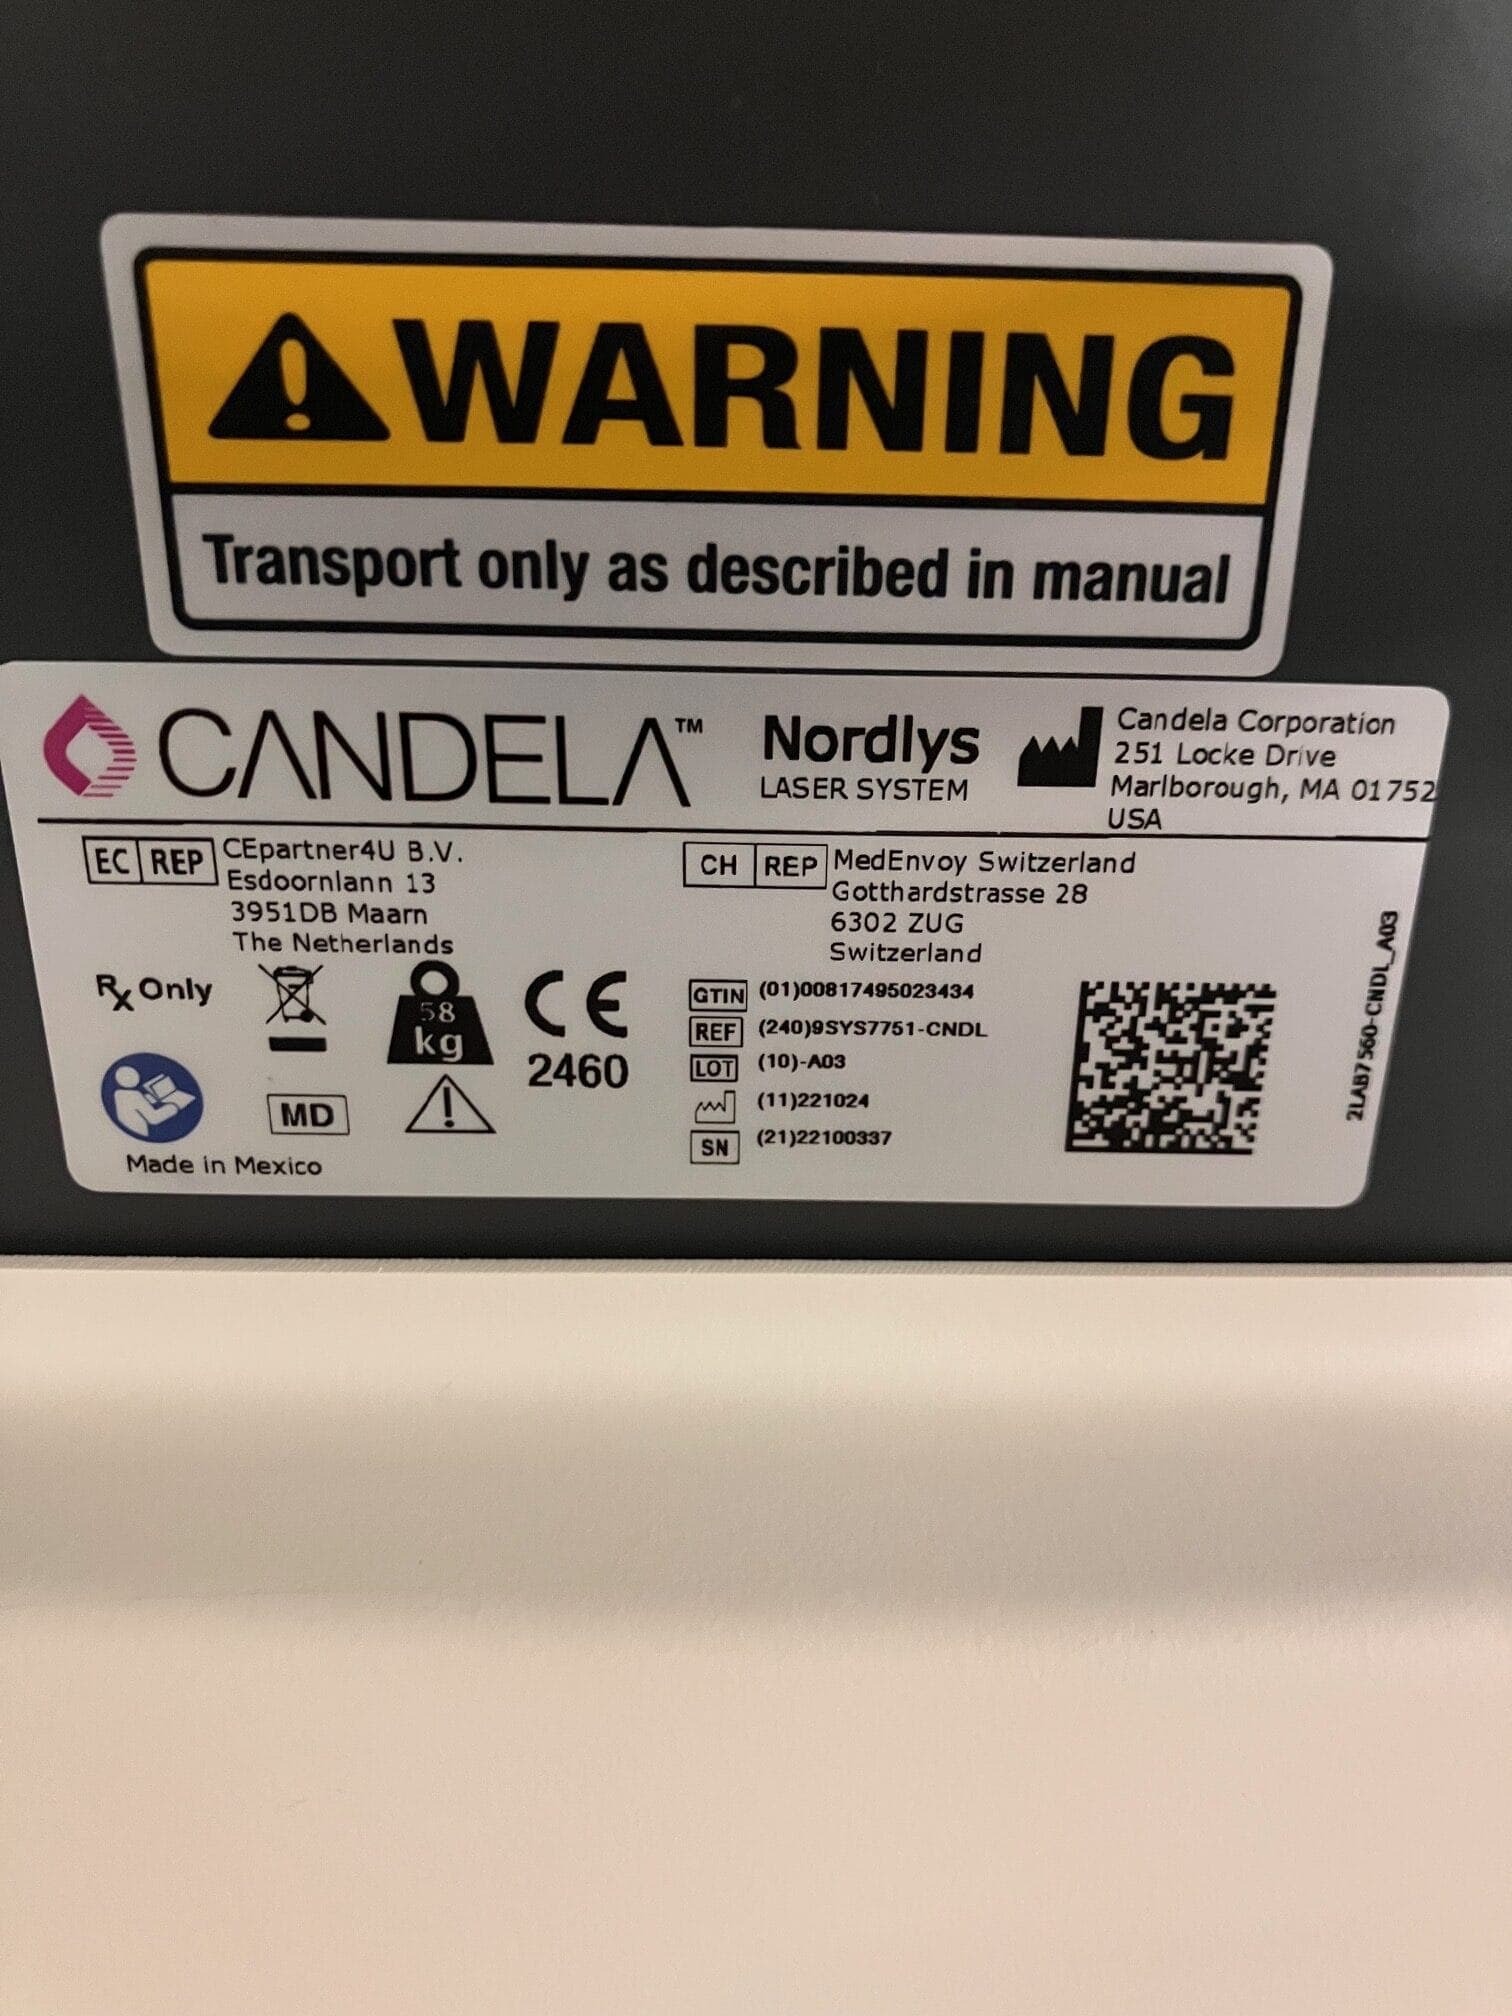 WARNING
Transport only as described in manual
CANDELA™
Nordlys
LASER SYSTEM
Candela Corporation
251 Locke Drive
Marlborough, MA 01752
USA
EC REP
CEpartner4U B.V.
Esdoornlann 13
3951DB Maarn
The Netherlands
CH REP
MedEnvoy Switzerland
Gotthardstrasse 28
6302 ZUG
Switzerland
Rx Only
58
kg
CE
2460
MD
Made in Mexico
GTIN (01)00817495023434
REF (240)9SYS7751-CNDL
LOT (10)-A03
(11)221024
SN (21)22100337
2LAB7560-CNDL_A03